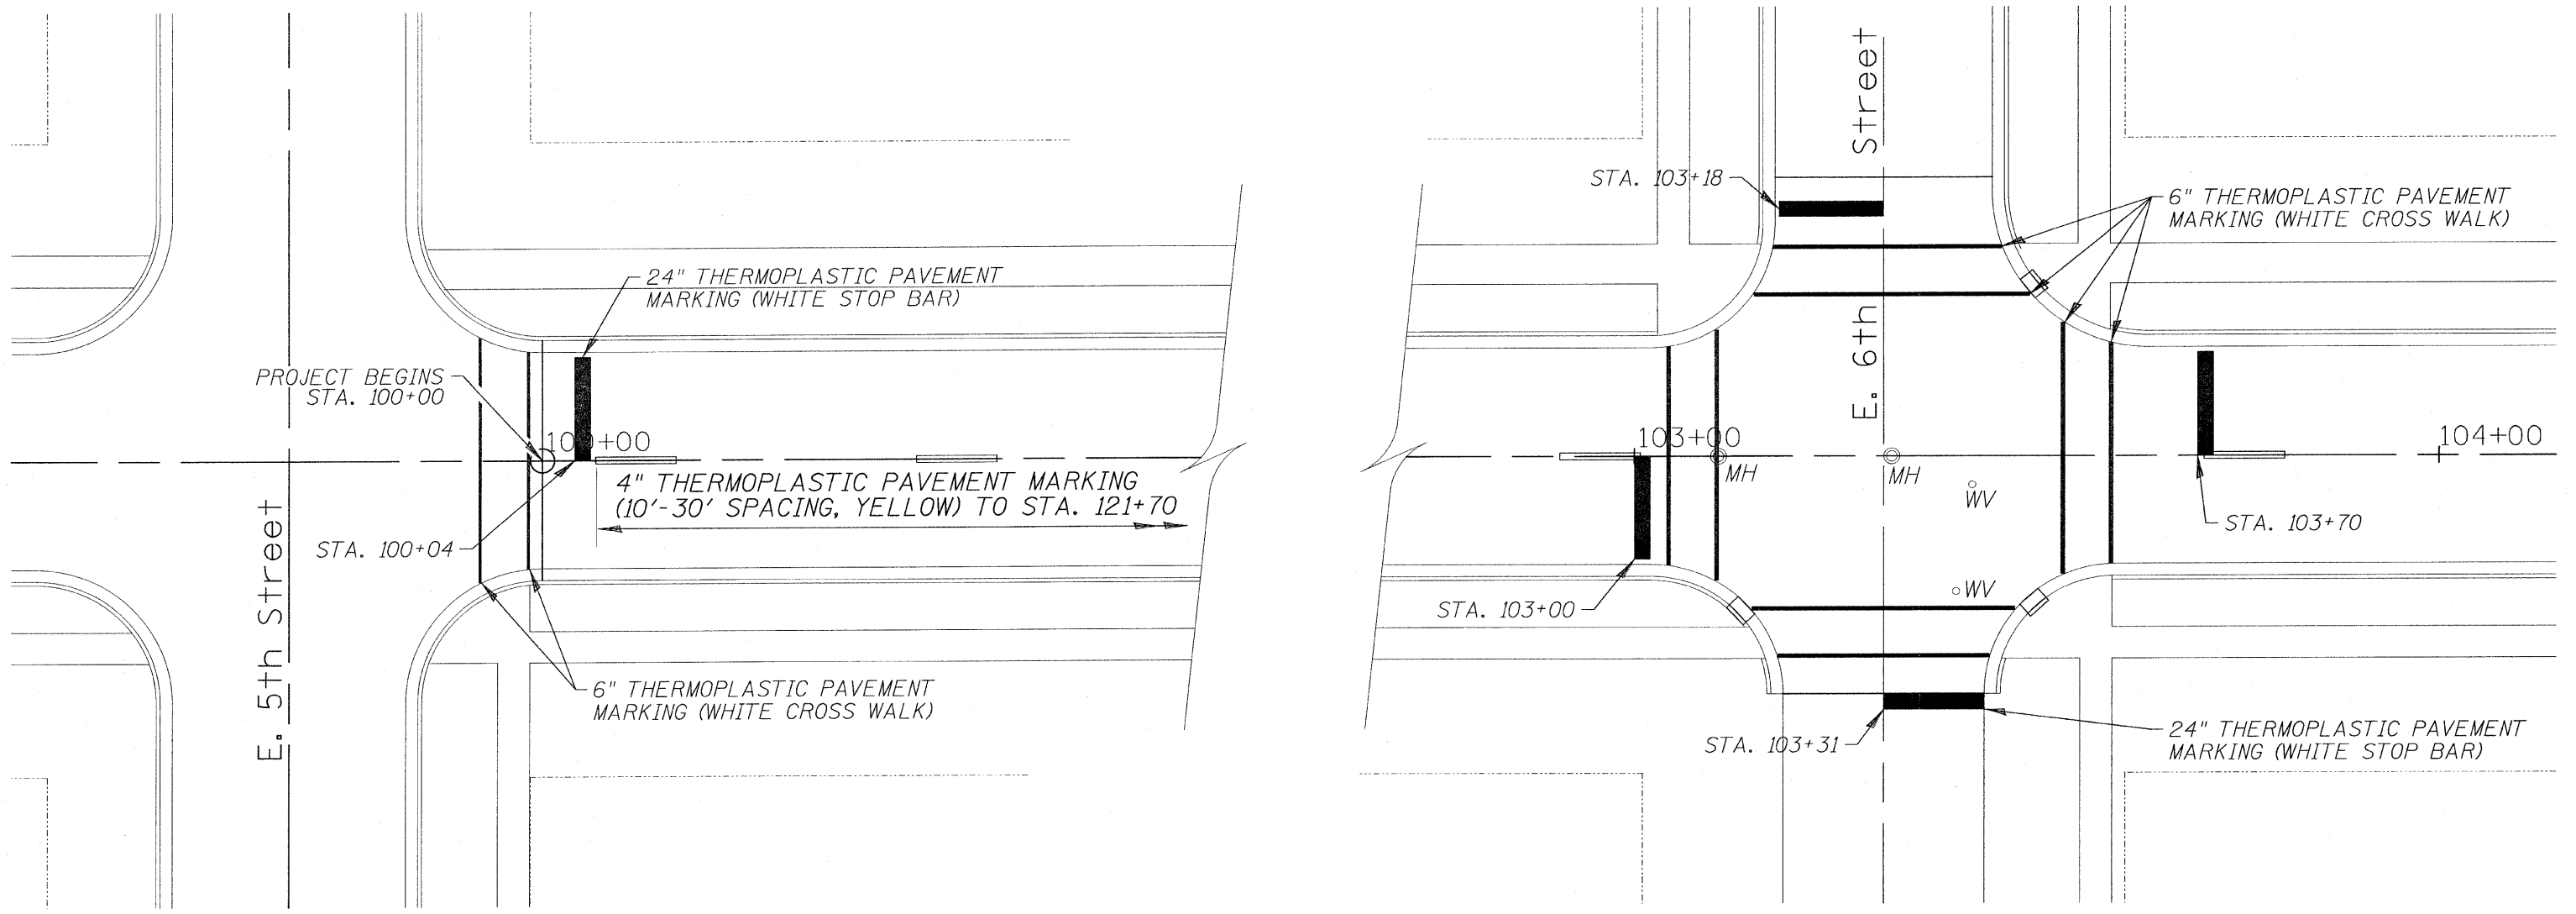 24" THERMOPLASTIC PAVEMENT
MARKING (WHITE STOP BAR)
PROJECT BEGINS
STA. 100+00
100+00
4" THERMOPLASTIC PAVEMENT MARKING
(10'-30' SPACING, YELLOW) TO STA. 121+70
STA. 100+04
E. 5th Street
6" THERMOPLASTIC PAVEMENT
MARKING (WHITE CROSS WALK)
E. 6th Street
STA. 103+18
6" THERMOPLASTIC PAVEMENT
MARKING (WHITE CROSS WALK)
103+00
104+00
MH
MH
WV
STA. 103+70
WV
STA. 103+00
STA. 103+31
24" THERMOPLASTIC PAVEMENT
MARKING (WHITE STOP BAR)